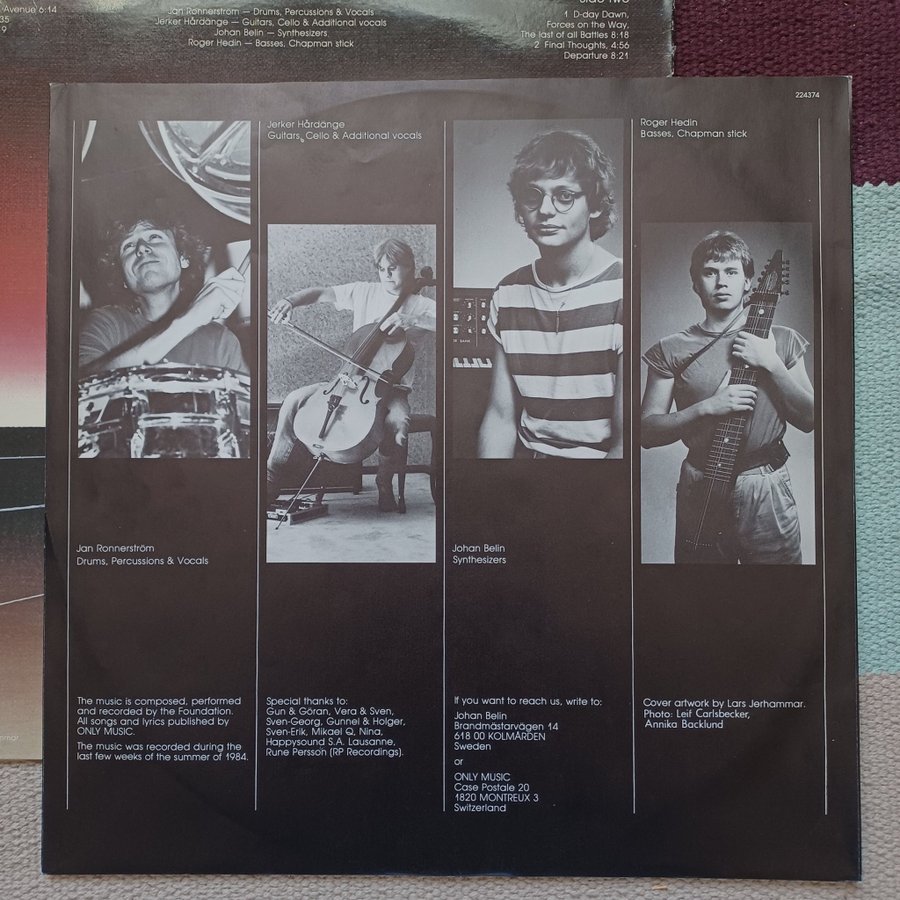 Avenue 6:14
35
9
Jan Ronnerström — Drums, Percussions & Vocals
Jerker Hårdänge — Guitars, Cello & Additional vocals
Johan Belin — Synthesizers
Roger Hedin — Basses, Chapman stick
Side Two
1 D-day Dawn,
Forces on the Way,
The last of all Battles 8:18
2 Final Thoughts, 4:56
Departure 8:21
224374
Jerker Hårdänge
Guitars, Cello & Additional vocals
Roger Hedin
Basses, Chapman stick
Jan Ronnerström
Drums, Percussions & Vocals
Johan Belin
Synthesizers
The music is composed, performed
and recorded by the Foundation.
All songs and lyrics published by
ONLY MUSIC.
The music was recorded during the
last few weeks of the summer of 1984.
Special thanks to:
Gun & Göran, Vera & Sven,
Sven-Georg, Gunnel & Holger,
Sven-Erik, Mikael Q, Nina,
Happysound S.A. Lausanne,
Rune Persson (RP Recordings).
If you want to reach us, write to:
Johan Belin
Brandmästarvägen 14
618 00 KOLMÅRDEN
Sweden
or
ONLY MUSIC
Case Postale 20
1820 MONTREUX 3
Switzerland
Cover artwork by Lars Jerhammar.
Photo: Leif Carlsbecker,
Annika Backlund